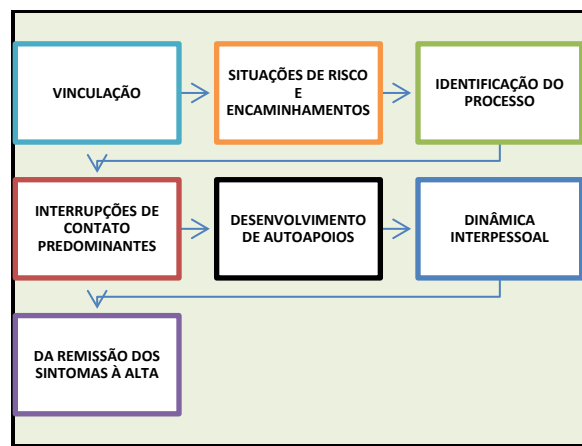 VINCULAÇÃO
SITUAÇÕES DE RISCO
E
ENCAMINHAMENTOS
IDENTIFICAÇÃO DO
PROCESSO
INTERRUPÇÕES DE
CONTATO
PREDOMINANTES
DESENVOLVIMENTO
DE AUTOAPOIOS
DINÂMICA
INTERPESSOAL
DA REMISSÃO DOS
SINTOMAS À ALTA